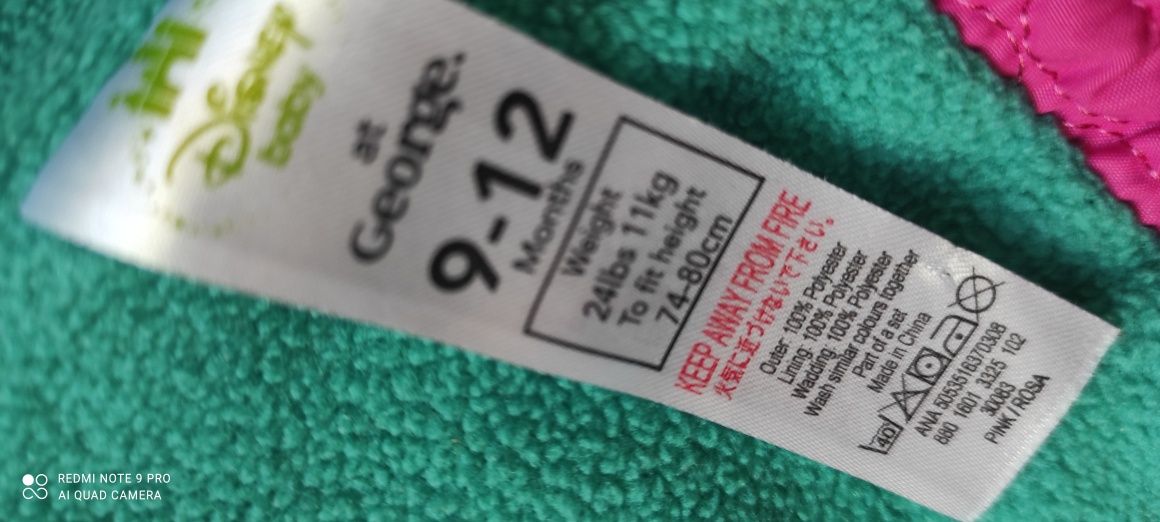 Disney
baby
at
George.
9-12
Months
Weight
24lbs 11kg
To fit height
74-80cm
KEEP AWAY FROM FIRE
火気に近づけないで下さい。
Outer: 100% Polyester
Lining: 100% Polyester
Wadding: 100% Polyester
Wash similar colours together
Part of a set
Made in China
40
ANA 5053516370308
880 1601 3325 102
30083
PINK / ROSA
REDMI NOTE 9 PRO
AI QUAD CAMERA